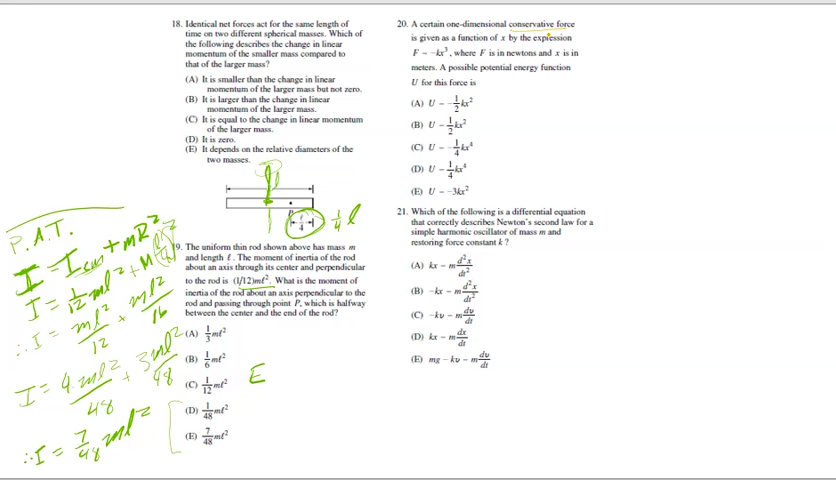 18. Identical net forces act for the same length of
time on two different spherical masses. Which of
the following describes the change in linear
momentum of the smaller mass compared to
that of the larger mass?
(A) It is smaller than the change in linear
momentum of the larger mass but not zero.
(B) It is larger than the change in linear
momentum of the larger mass.
(C) It is equal to the change in linear momentum
of the larger mass.
(D) It is zero.
(E) It depends on the relative diameters of the
two masses.
l
P
ℓ/4
1/4 l
P.A.T.
I = Icm + mR²
I = 1/12 ml² + M(l/4)²
∴ I = ml²/12 + ml²/16
I = 4ml²/48 + 3ml²/48
∴ I = 7/48 ml²
9. The uniform thin rod shown above has mass m
and length ℓ. The moment of inertia of the rod
about an axis through its center and perpendicular
to the rod is (1/12)mℓ². What is the moment of
inertia of the rod about an axis perpendicular to the
rod and passing through point P, which is halfway
between the center and the end of the rod?
(A) 1/3 mℓ²
(B) 1/6 mℓ²
(C) 1/12 mℓ²
(D) 1/48 mℓ²
(E) 7/48 mℓ²
E
20. A certain one-dimensional conservative force
is given as a function of x by the expression
F = -kx³, where F is in newtons and x is in
meters. A possible potential energy function
U for this force is
(A) U = -1/2 kx²
(B) U = 1/2 kx²
(C) U = -1/4 kx⁴
(D) U = 1/4 kx⁴
(E) U = -3kx²
21. Which of the following is a differential equation
that correctly describes Newton's second law for a
simple harmonic oscillator of mass m and
restoring force constant k ?
(A) kx = m d²x/dt²
(B) -kx = m d²x/dt²
(C) -kv = m dv/dt
(D) kx = m dx/dt
(E) mg - kv = m dv/dt